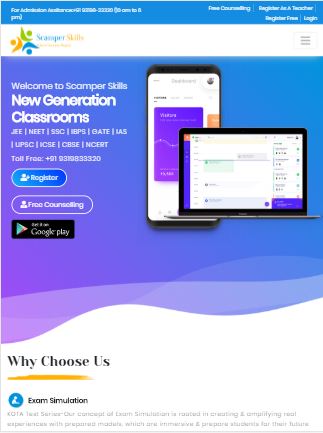 For Admission Assitance:+91 93198-33320 (10 am to 6 pm)
Free Counselling
Register As A Teacher
Register Free
Login
Scamper Skills
Welcome to Scamper Skills
New Generation
Classrooms
JEE | NEET | SSC | IBPS | GATE | IAS
| UPSC | ICSE | CBSE | NCERT
Toll Free: +91 9319833320
Register
Free Counselling
Get it on
Google play
Dashboard
Visitors
Why Choose Us
Exam Simulation
KOTA Test Series-Our concept of Exam Simulation is rooted in creating & amplifying real
experiences with prepared models, which are immersive & prepare students for their future.